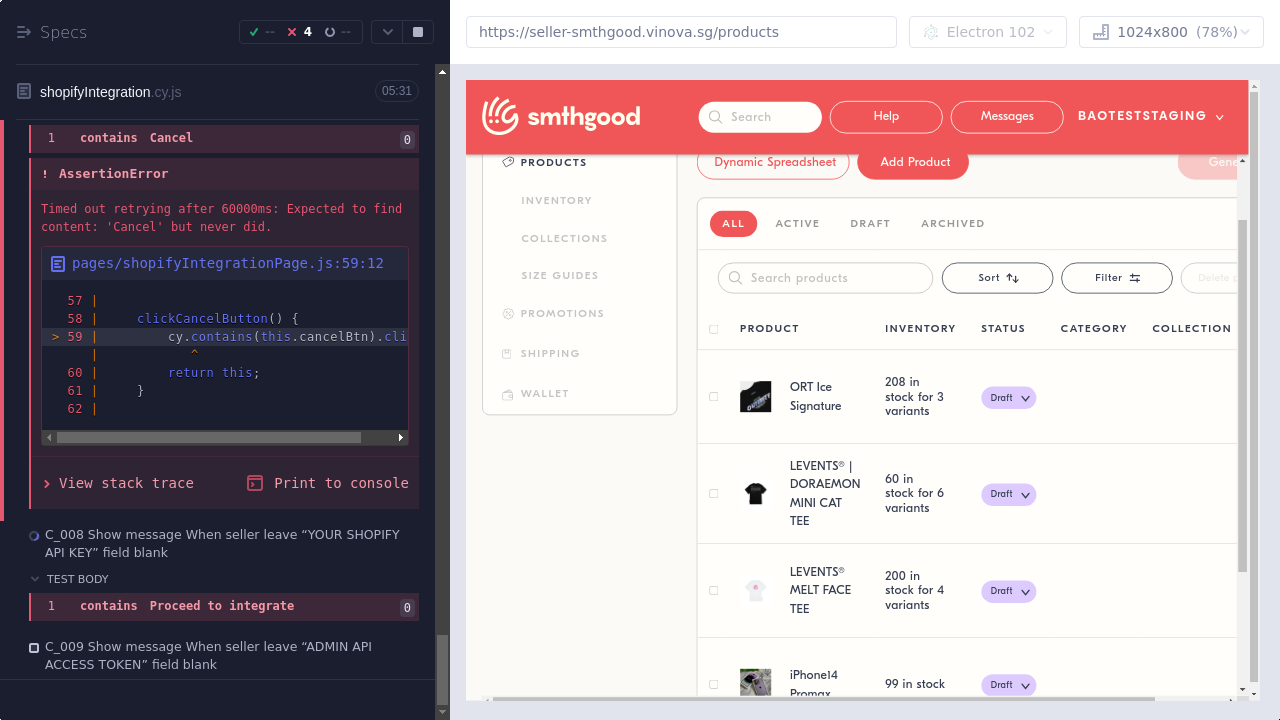 Specs
-- 4 --
shopifyIntegration.cy.js 05:31
1 contains Cancel 0
! AssertionError
Timed out retrying after 60000ms: Expected to find
content: 'Cancel' but never did.
pages/shopifyIntegrationPage.js:59:12
57 |
58 | clickCancelButton() {
> 59 | cy.contains(this.cancelBtn).cli
| ^
60 | return this;
61 | }
62 |
View stack trace
Print to console
C_008 Show message When seller leave “YOUR SHOPIFY
API KEY” field blank
TEST BODY
1 contains Proceed to integrate 0
C_009 Show message When seller leave “ADMIN API
ACCESS TOKEN” field blank
https://seller-smthgood.vinova.sg/products
Electron 102
1024x800 (78%)
smthgood
Search
Help
Messages
BAOTESTSTAGING
PRODUCTS
INVENTORY
COLLECTIONS
SIZE GUIDES
PROMOTIONS
SHIPPING
WALLET
Dynamic Spreadsheet
Add Product
Gene
ALL ACTIVE DRAFT ARCHIVED
Search products
Sort
Filter
Delete p
PRODUCT INVENTORY STATUS CATEGORY COLLECTION
ORT Ice
Signature
208 in
stock for 3
variants
Draft
LEVENTS® |
DORAEMON
MINI CAT
TEE
60 in
stock for 6
variants
Draft
LEVENTS®
MELT FACE
TEE
200 in
stock for 4
variants
Draft
iPhone14
Promax
99 in stock
Draft